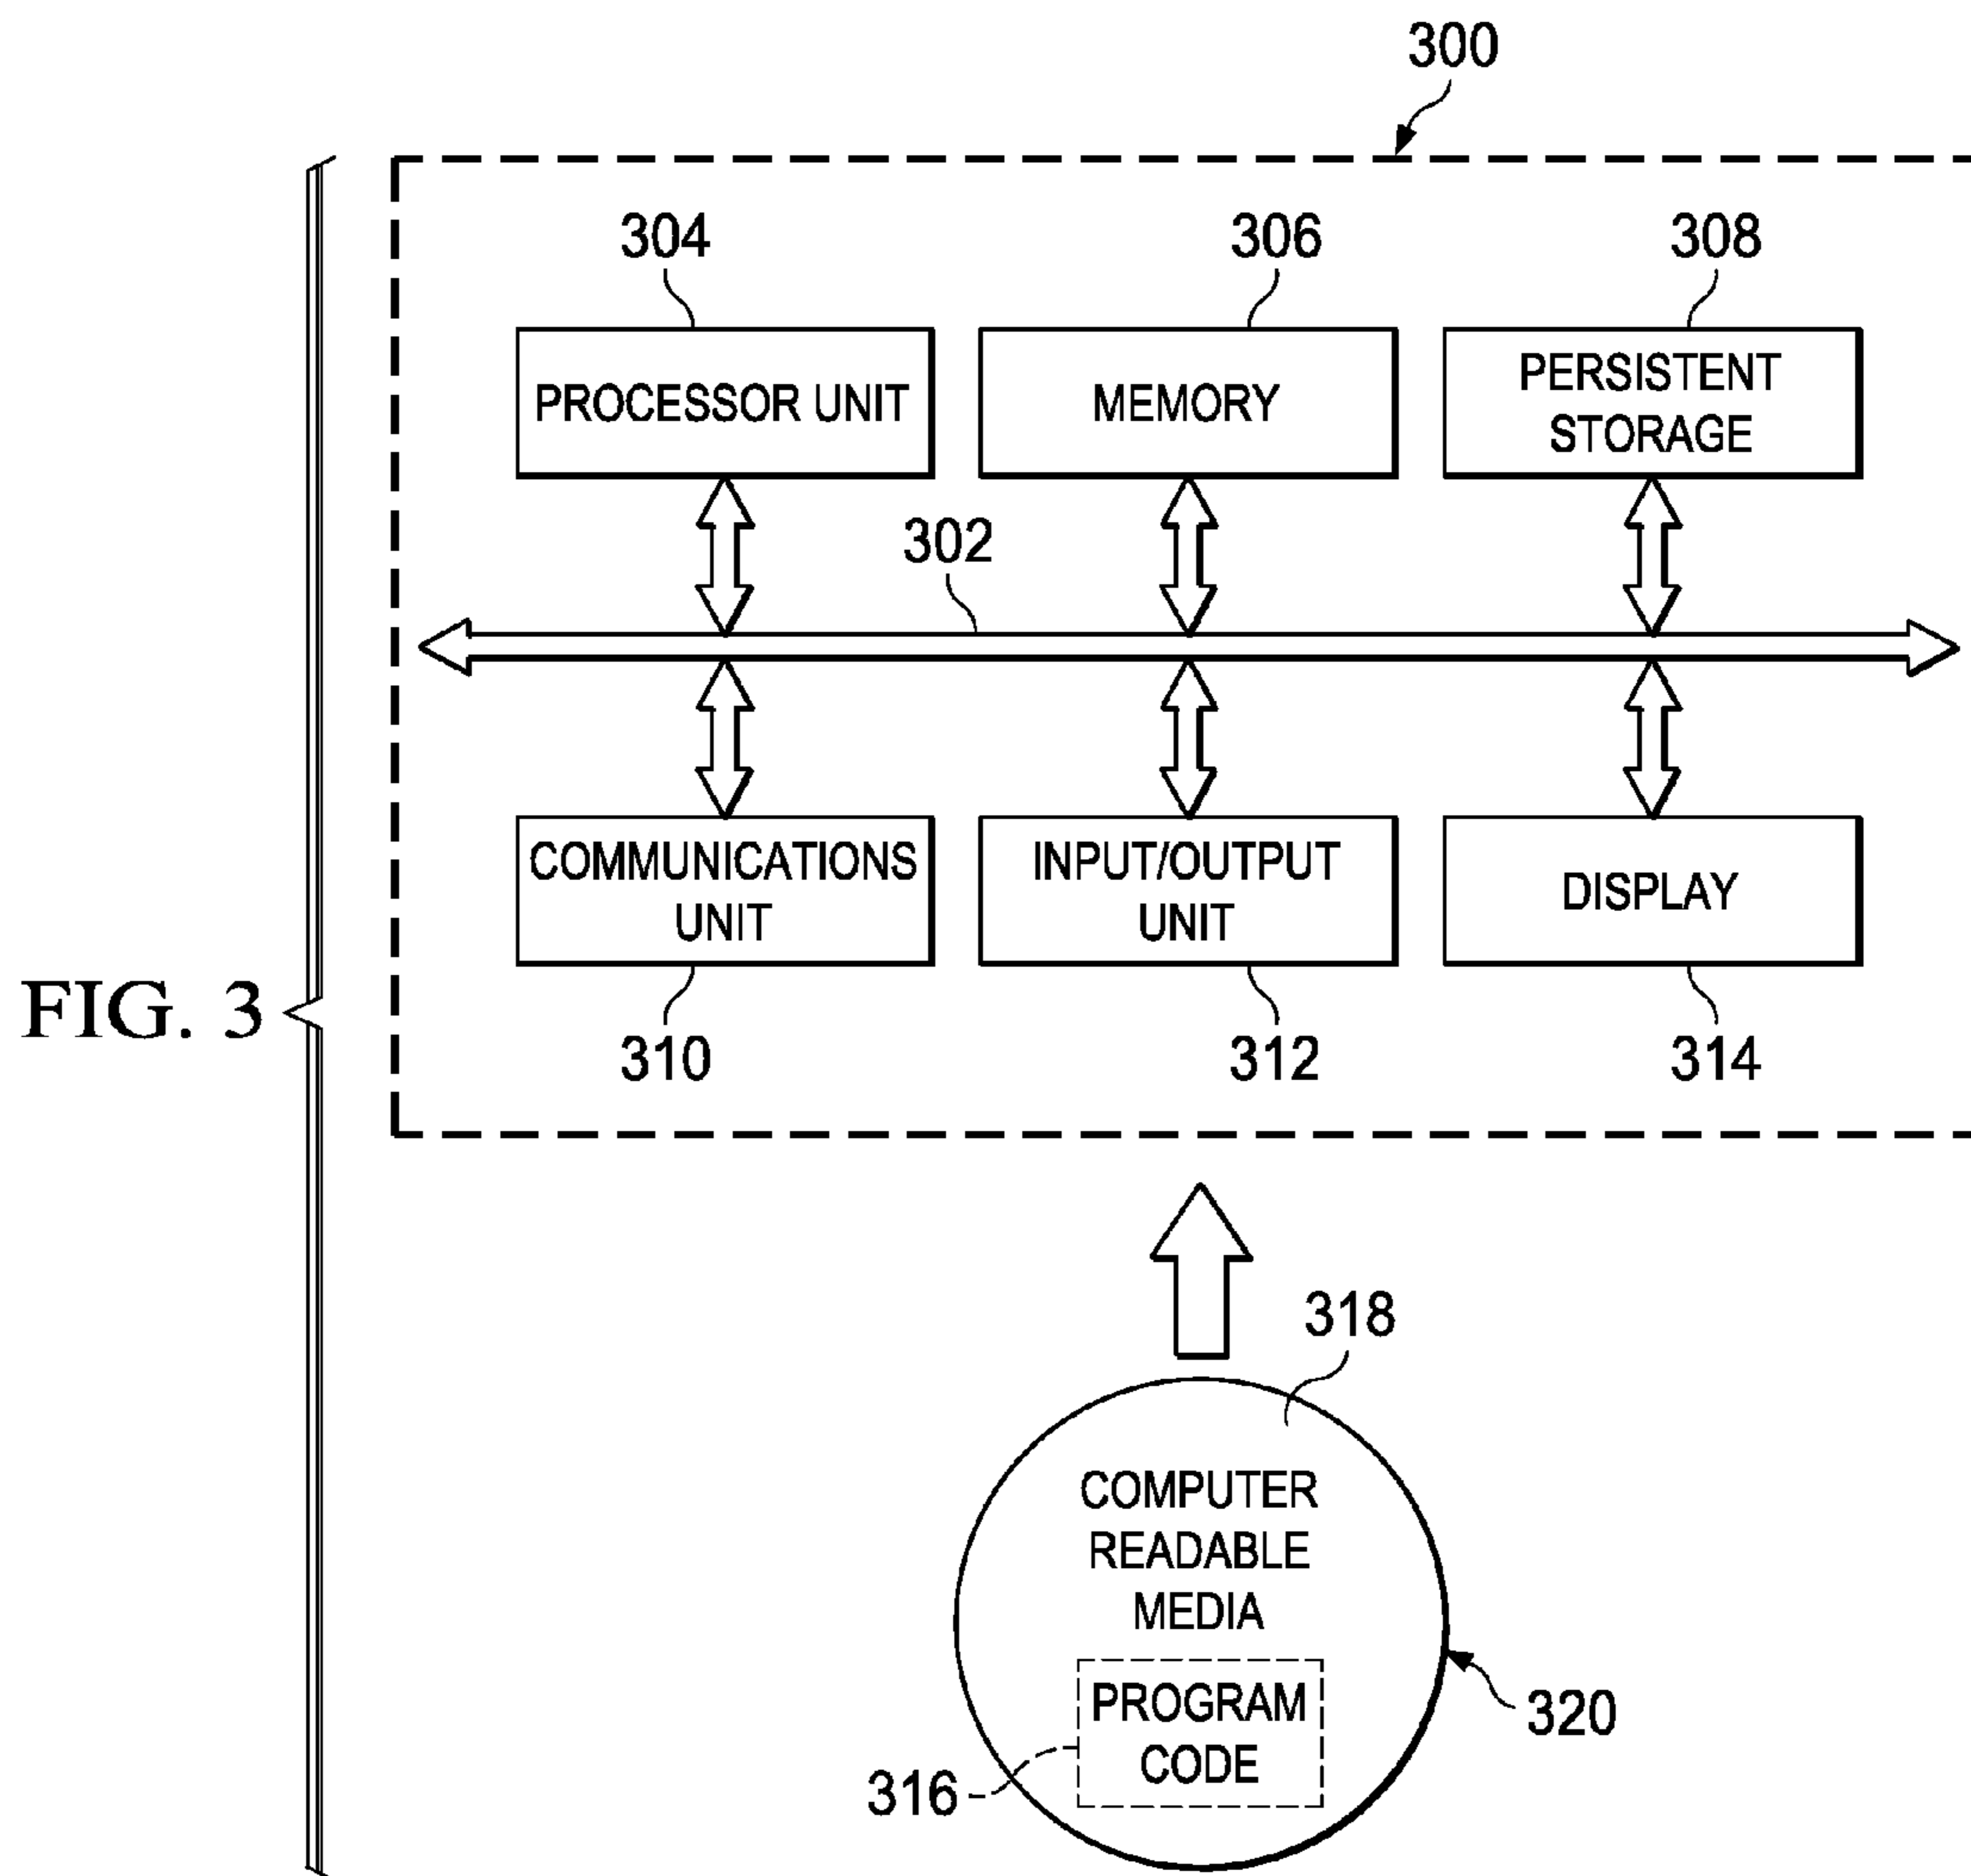 300
304
306
308
PROCESSOR UNIT
MEMORY
PERSISTENT
STORAGE
302
COMMUNICATIONS
UNIT
INPUT/OUTPUT
UNIT
DISPLAY
FIG. 3
310
312
314
318
COMPUTER
READABLE
MEDIA
PROGRAM
CODE
320
316